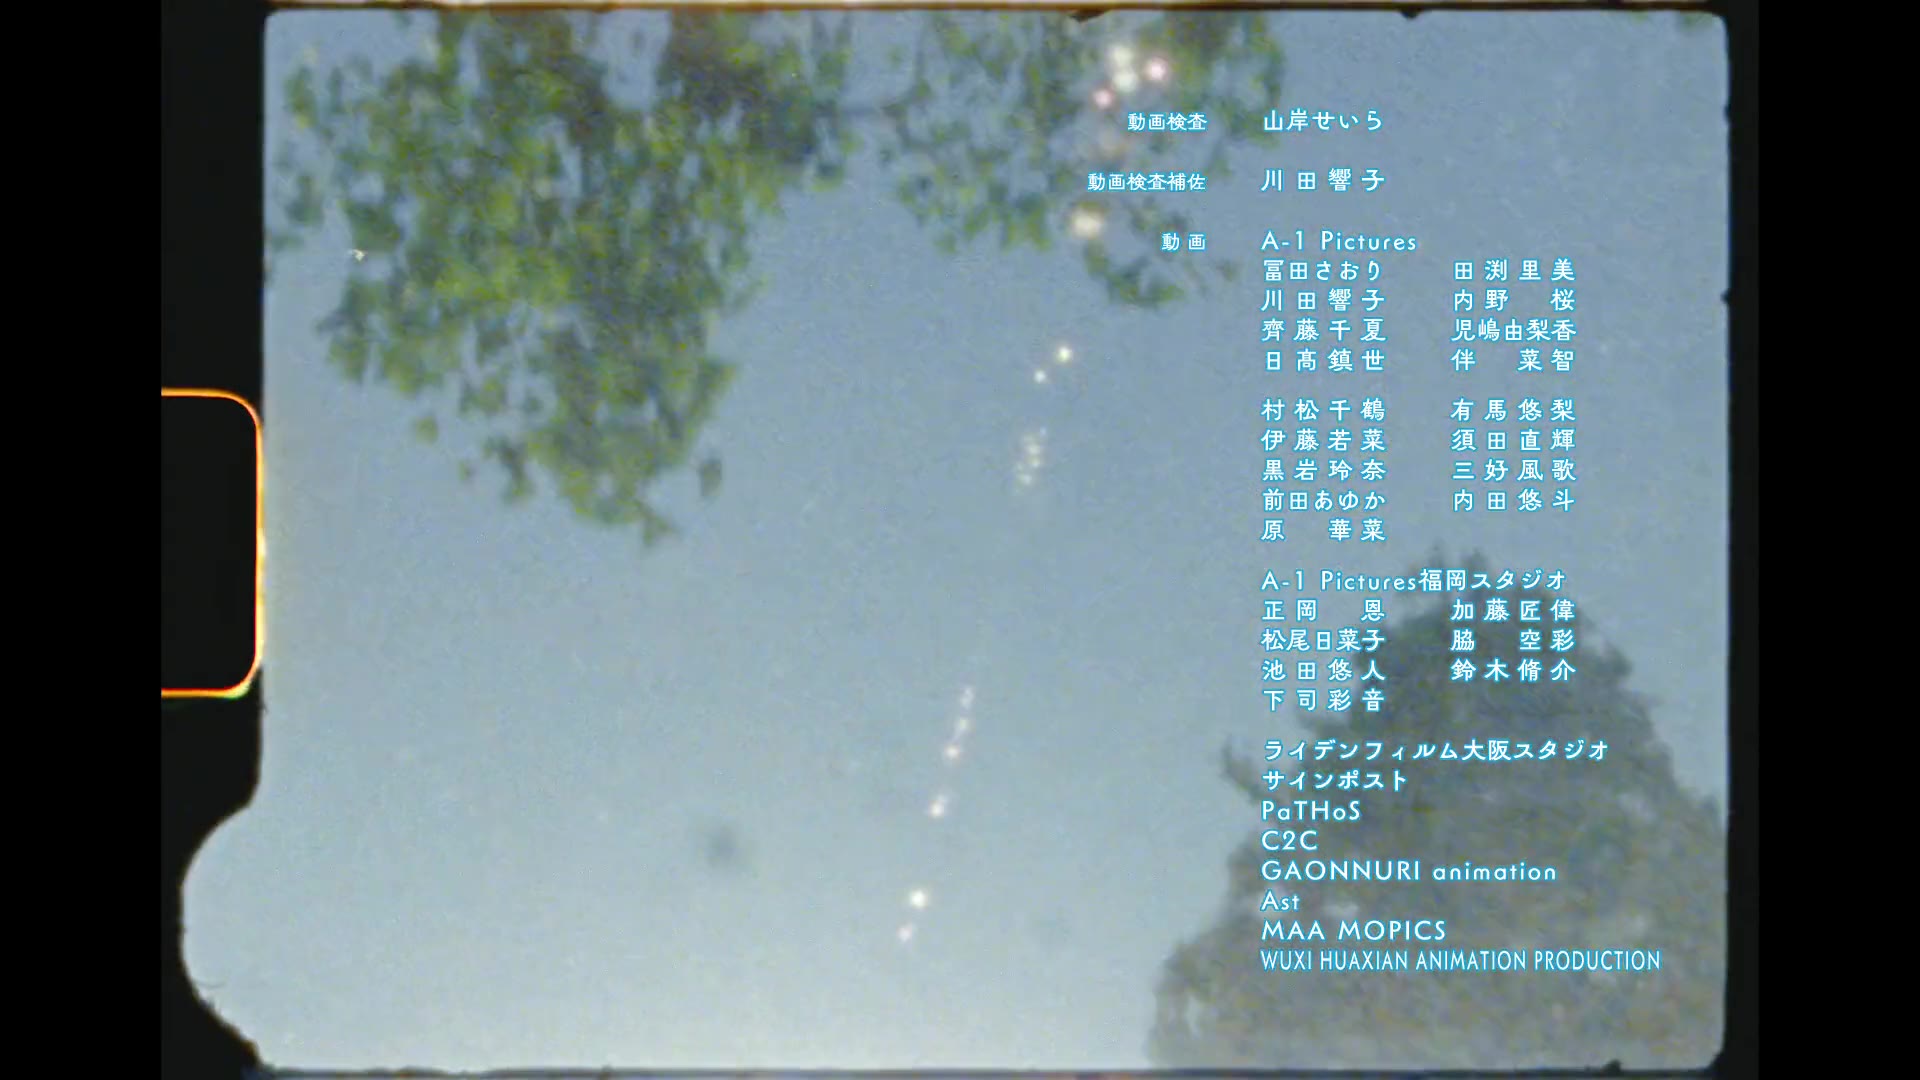 動画検査 山岸せいら
動画検査補佐 川田響子
動画 A-1 Pictures
冨田さおり 田渕里美
川田響子 内野 桜
齊藤千夏 児嶋由梨香
日髙鎮世 伴 菜智
村松千鶴 有馬悠梨
伊藤若菜 須田直輝
黒岩玲奈 三好風歌
前田あゆか 内田悠斗
原 華菜
A-1 Pictures福岡スタジオ
正岡 恩 加藤匠偉
松尾日菜子 脇 空彩
池田悠人 鈴木脩介
下司彩音
ライデンフィルム大阪スタジオ
サインポスト
PaTHoS
C2C
GAONNURI animation
Ast
MAA MOPICS
WUXI HUAXIAN ANIMATION PRODUCTION